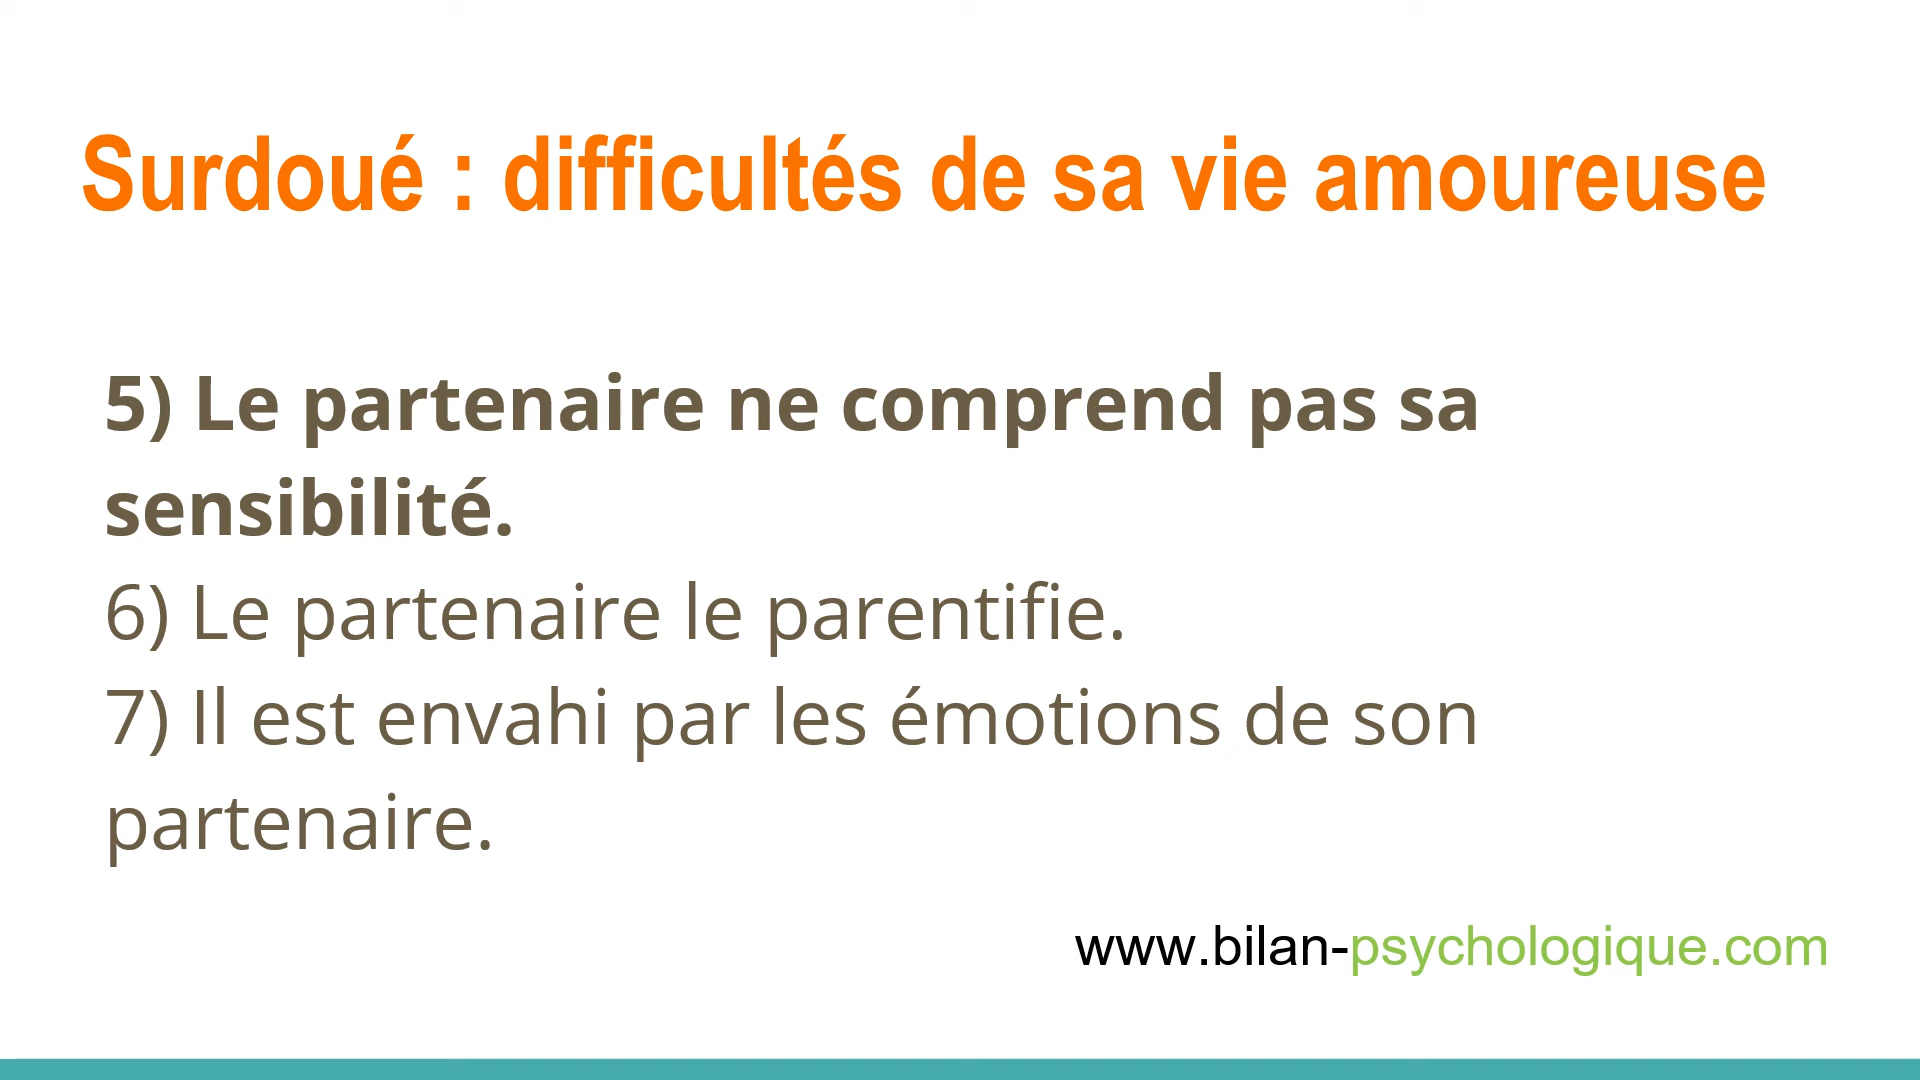 Surdoué : difficultés de sa vie amoureuse
5) Le partenaire ne comprend pas sa
sensibilité.
6) Le partenaire le parentifie.
7) Il est envahi par les émotions de son
partenaire.
www.bilan-psychologique.com